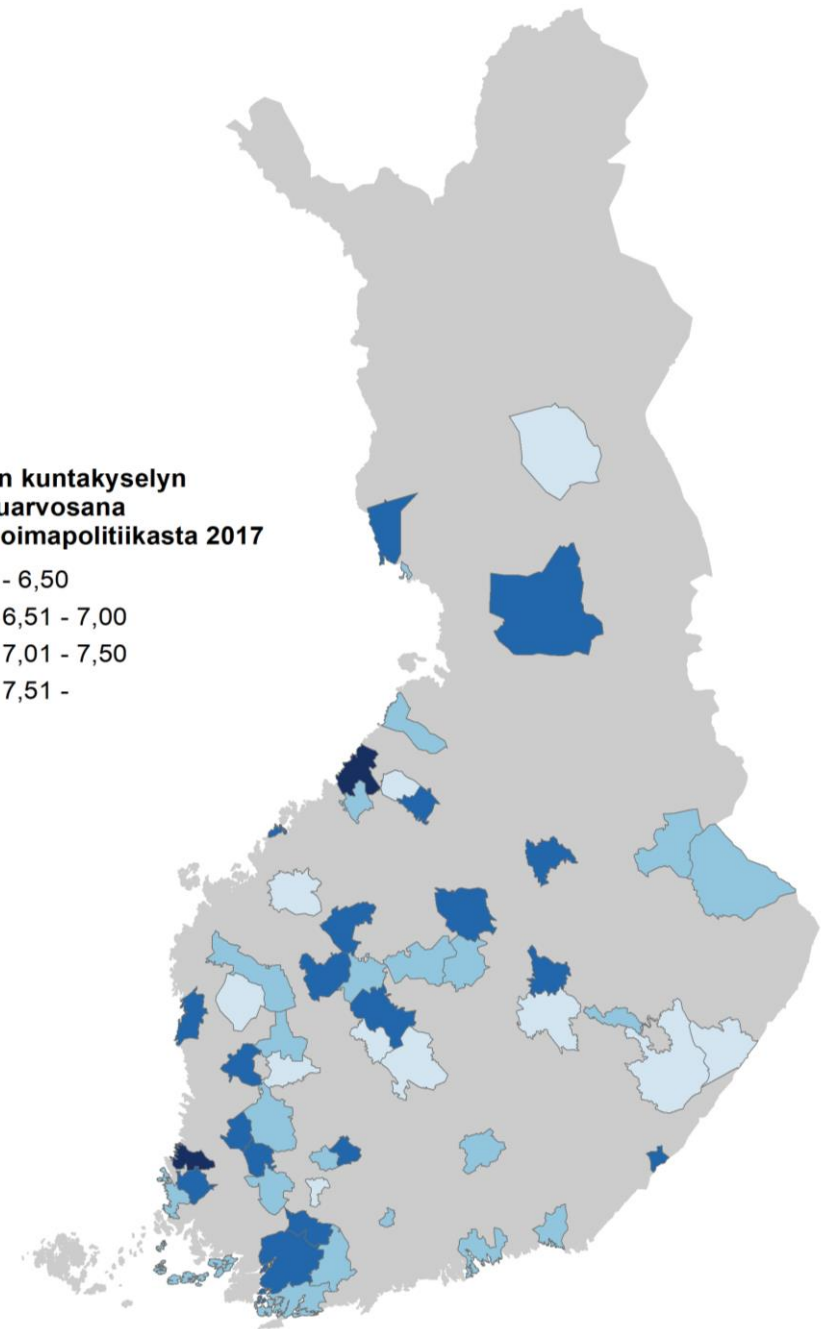 n kuntakyselyn
uarvosana
oimapolitiikasta 2017
- 6,50
6,51 - 7,00
7,01 - 7,50
7,51 -